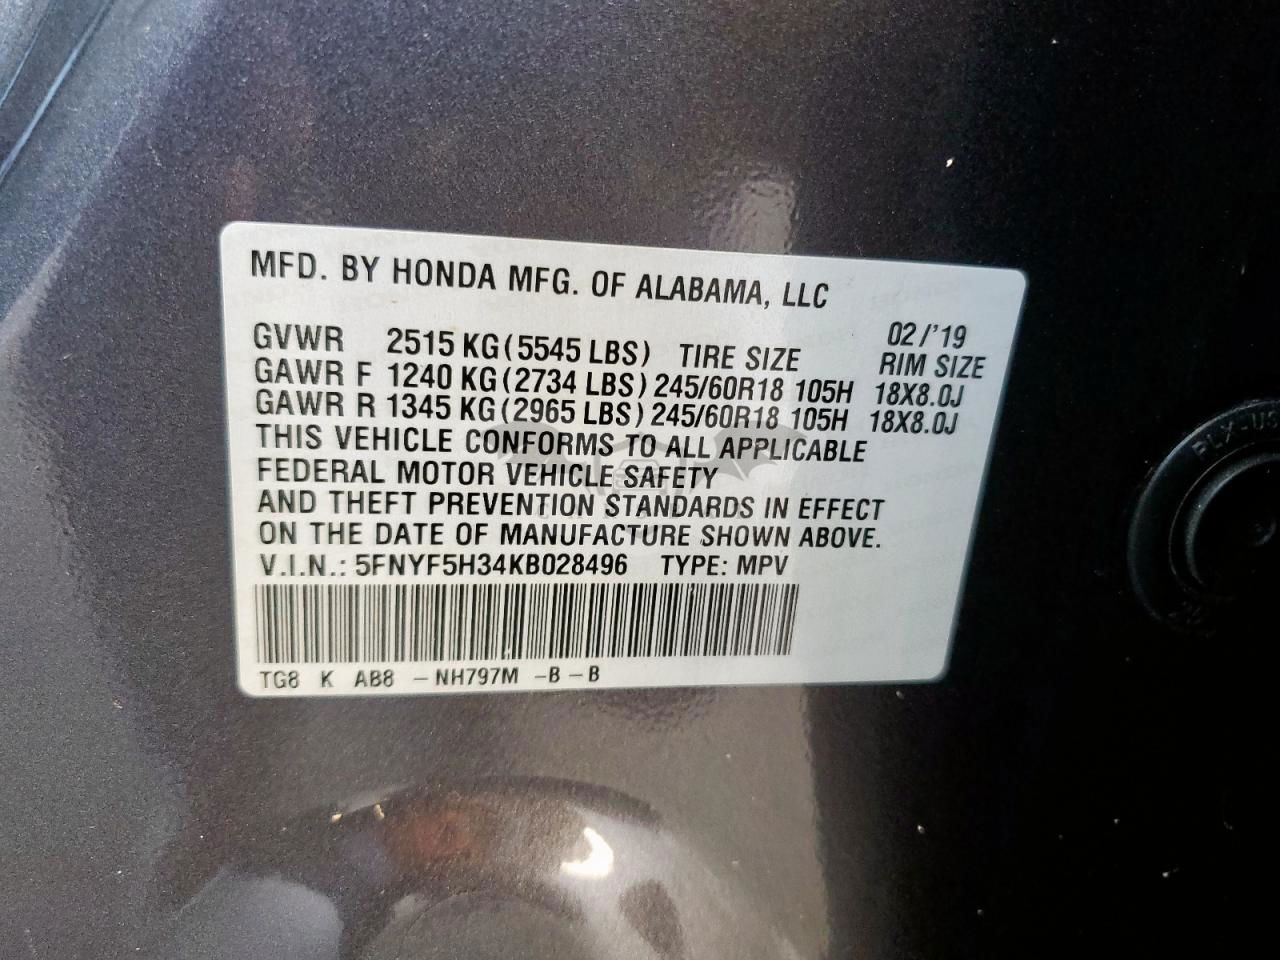 MFD. BY HONDA MFG. OF ALABAMA, LLC
02/'19
GVWR 2515 KG(5545 LBS) TIRE SIZE RIM SIZE
GAWR F 1240 KG(2734 LBS) 245/60R18 105H 18X8.0J
GAWR R 1345 KG(2965 LBS) 245/60R18 105H 18X8.0J
THIS VEHICLE CONFORMS TO ALL APPLICABLE
FEDERAL MOTOR VEHICLE SAFETY
AND THEFT PREVENTION STANDARDS IN EFFECT
ON THE DATE OF MANUFACTURE SHOWN ABOVE.
V.I.N.: 5FNYF5H34KB028496 TYPE: MPV
TG8 K AB8 -NH797M -B-B